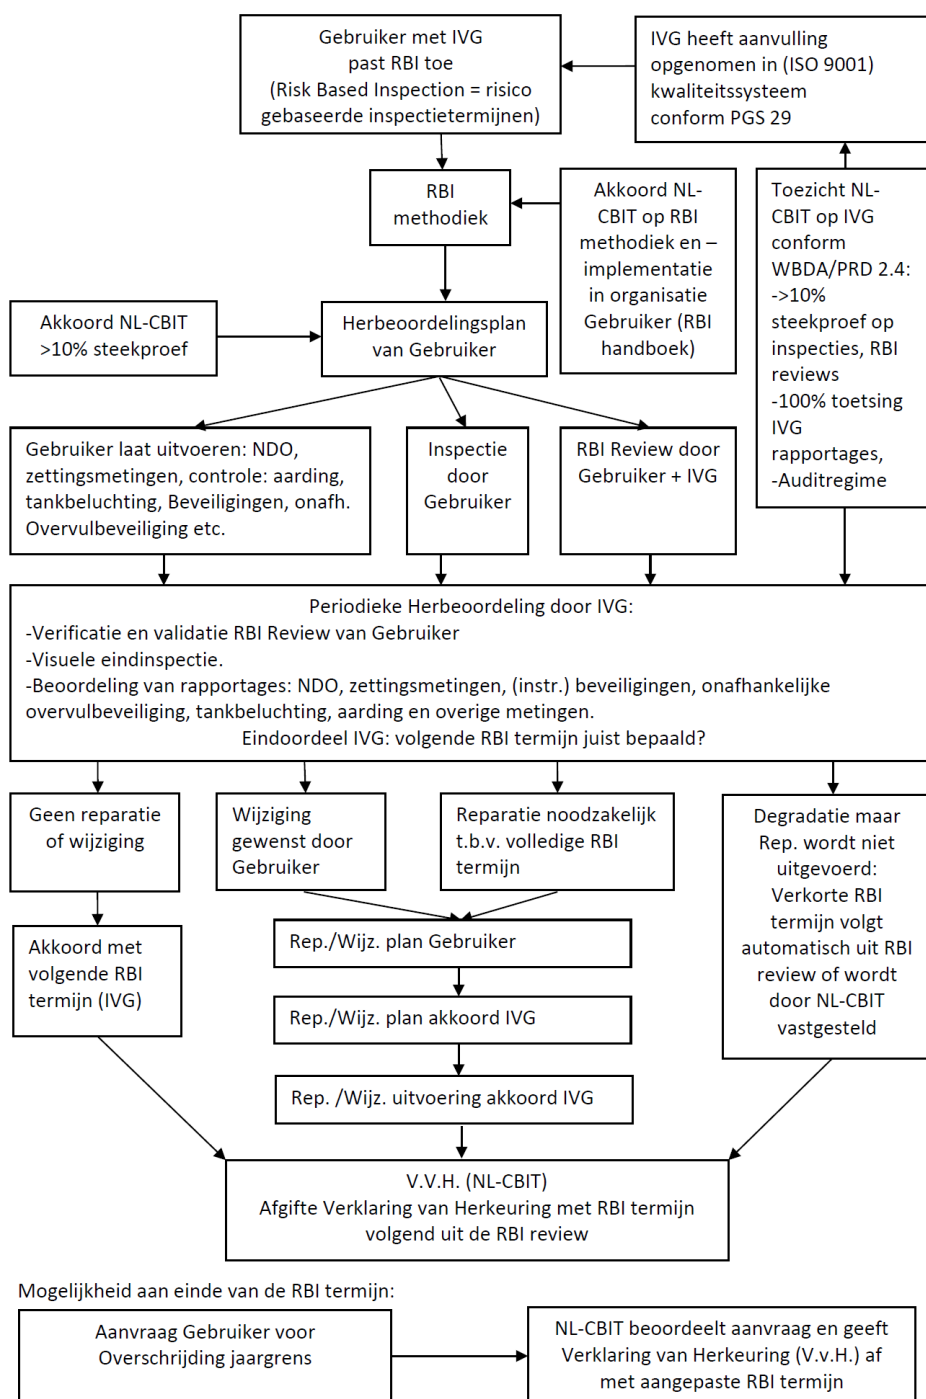 Gebruiker met IVG
past RBI toe
(Risk Based Inspection = risico
gebaseerde inspectietermijnen)
IVG heeft aanvulling
opgenomen in (ISO 9001)
kwaliteitssysteem
conform PGS 29
RBI
methodiek
Akkoord NL-
CBIT op RBI
methodiek en –
implementatie
in organisatie
Gebruiker (RBI
handboek)
Toezicht NL-
CBIT op IVG
conform
WBDA/PRD 2.4:
->10%
steekproef op
inspecties, RBI
reviews
-100% toetsing
IVG
rapportages,
-Auditregime
Akkoord NL-CBIT
>10% steekproef
Herbeoordelingsplan
van Gebruiker
Gebruiker laat uitvoeren: NDO,
zettingsmetingen, controle: aarding,
tankbeluchting, Beveiligingen, onafh.
Overvulbeveiliging etc.
Inspectie
door
Gebruiker
RBI Review door
Gebruiker + IVG
Periodieke Herbeoordeling door IVG:
-Verificatie en validatie RBI Review van Gebruiker
-Visuele eindinspectie.
-Beoordeling van rapportages: NDO, zettingsmetingen, (instr.) beveiligingen, onafhankelijke
overvulbeveiliging, tankbeluchting, aarding en overige metingen.
Eindoordeel IVG: volgende RBI termijn juist bepaald?
Geen reparatie
of wijziging
Wijziging
gewenst door
Gebruiker
Reparatie noodzakelijk
t.b.v. volledige RBI
termijn
Degradatie maar
Rep. wordt niet
uitgevoerd:
Verkorte RBI
termijn volgt
automatisch uit RBI
review of wordt
door NL-CBIT
vastgesteld
Akkoord met
volgende RBI
termijn (IVG)
Rep./Wijz. plan Gebruiker
Rep./Wijz. plan akkoord IVG
Rep. /Wijz. uitvoering akkoord IVG
V.V.H. (NL-CBIT)
Afgifte Verklaring van Herkeuring met RBI termijn
volgend uit de RBI review
Mogelijkheid aan einde van de RBI termijn:
Aanvraag Gebruiker voor
Overschrijding jaargrens
NL-CBIT beoordeelt aanvraag en geeft
Verklaring van Herkeuring (V.v.H.) af
met aangepaste RBI termijn